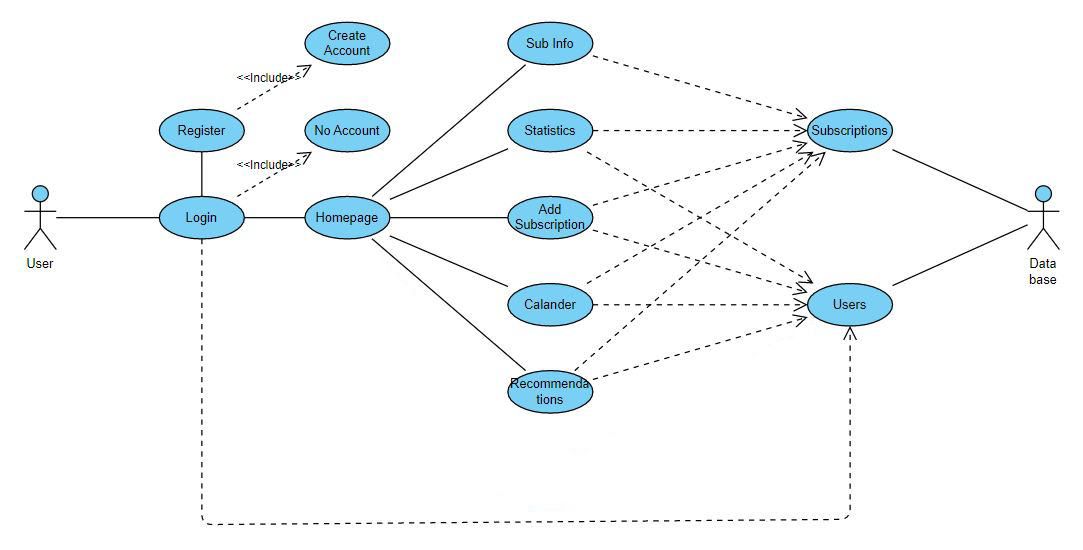 Create
Account
Sub Info
<<Include>>
Register
No Account
Statistics
Subscriptions
<<Include>>
Login
Homepage
Add
Subscription
User
Data
base
Calander
Users
Recommenda
tions